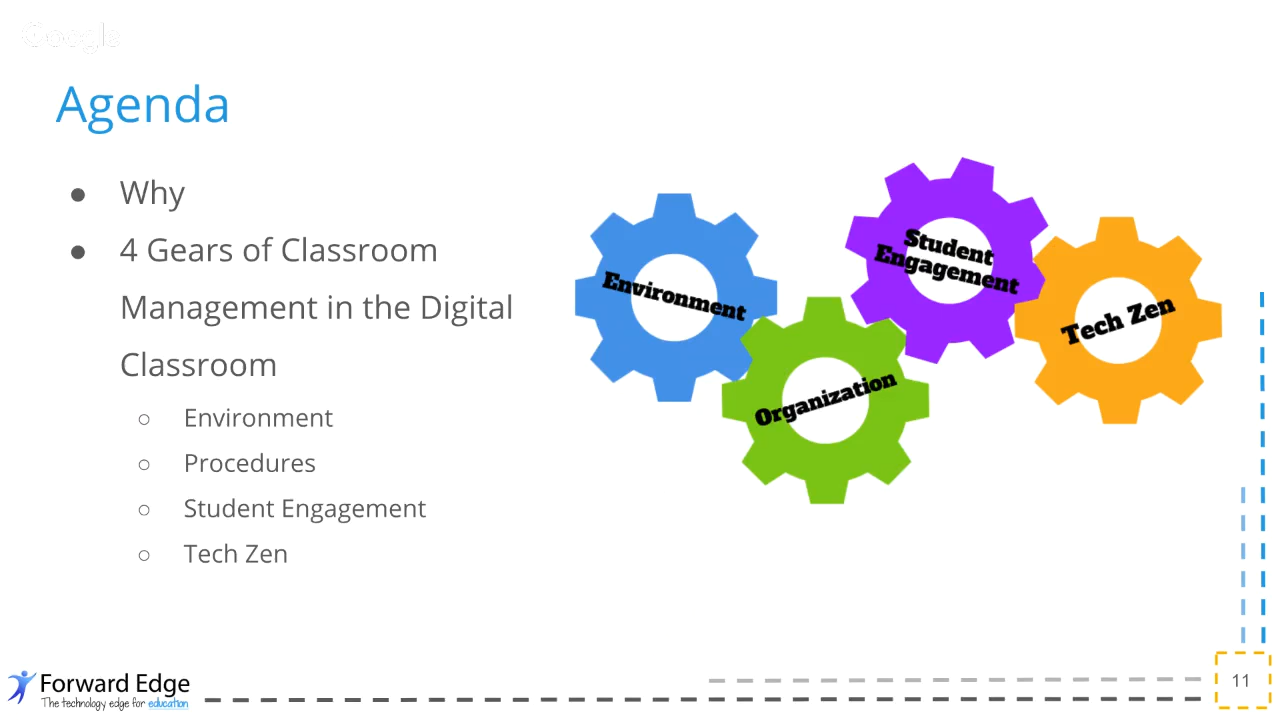 Google
Agenda
● Why
● 4 Gears of Classroom
Management in the Digital
Classroom
○ Environment
○ Procedures
○ Student Engagement
○ Tech Zen
Environment
Organization
Student
Engagement
Tech Zen
Forward Edge
The technology edge for education
11